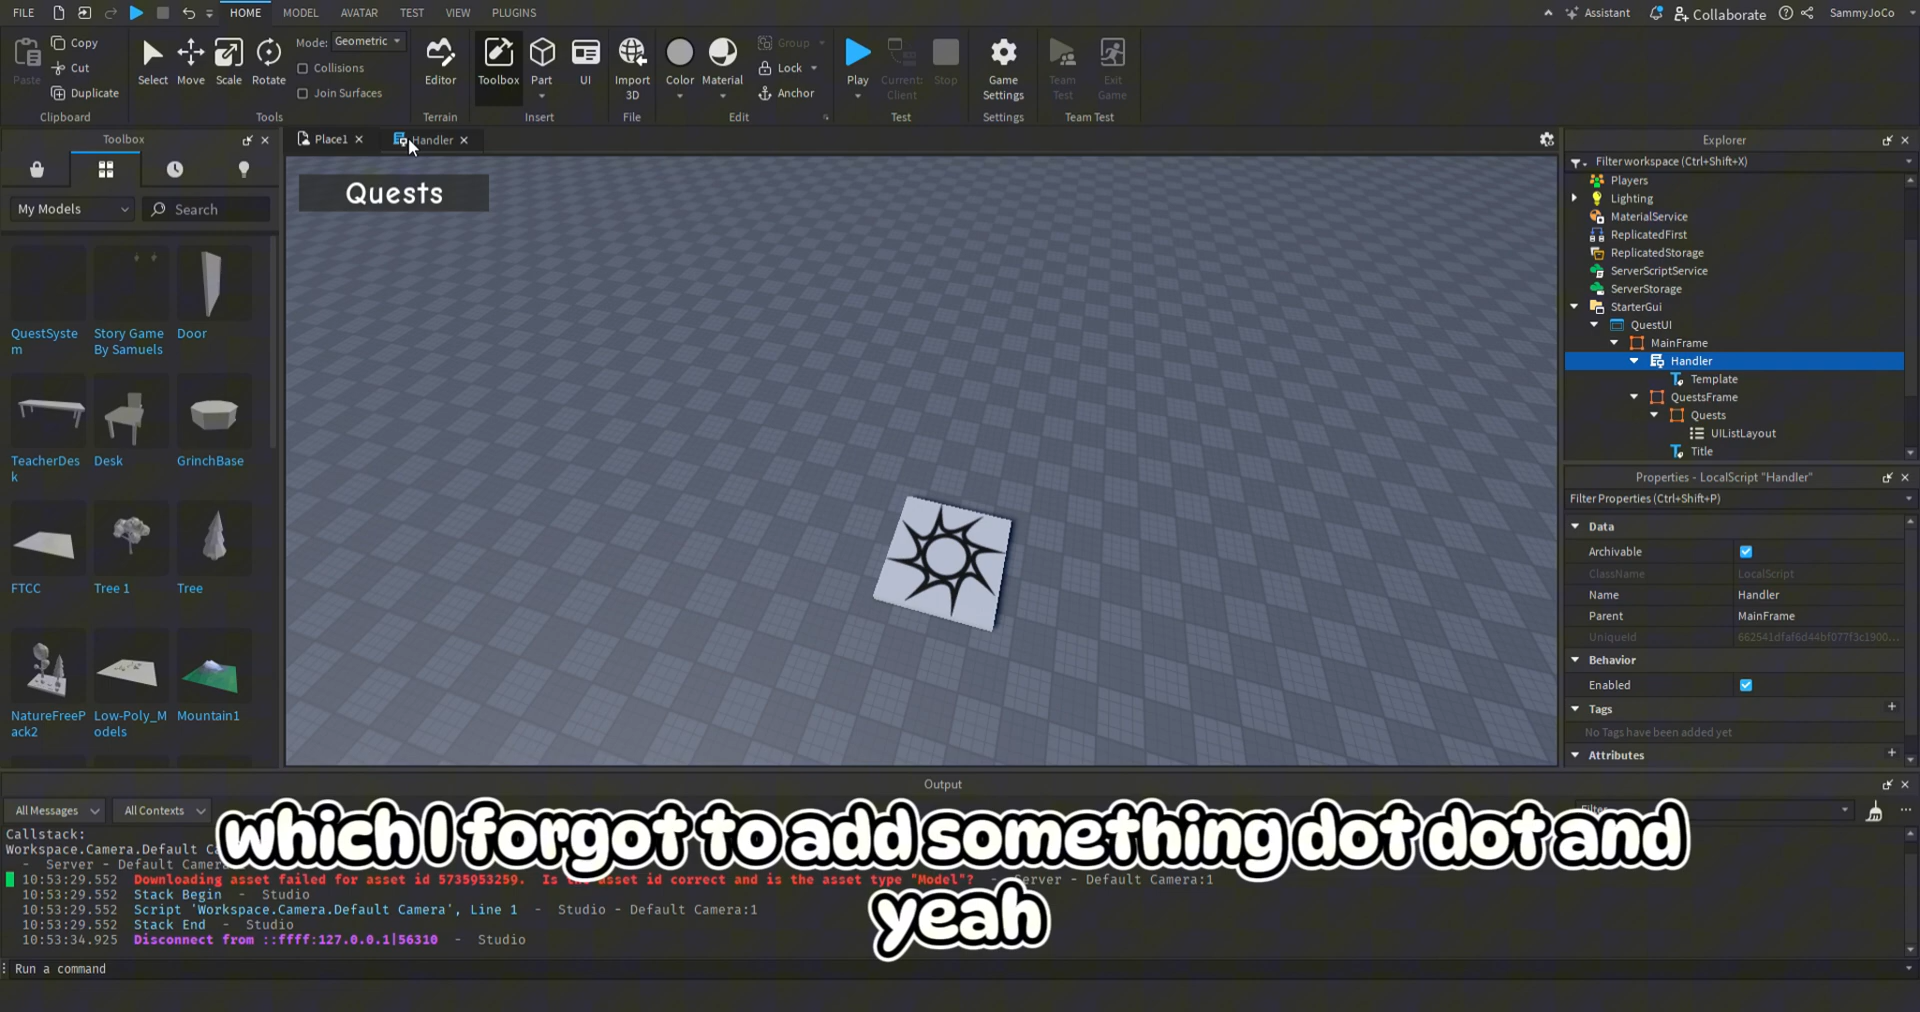 FILE HOME MODEL AVATAR TEST VIEW PLUGINS Assistant Collaborate SammyJoCo
Paste Copy Cut Duplicate Clipboard
Select Move Scale Rotate Mode: Geometric Collisions Join Surfaces Tools
Editor Terrain
Toolbox Part UI Insert
Import 3D File
Color Material Group Lock Anchor Edit
Play Current: Client Stop Test
Game Settings Settings
Team Test Exit Game Team Test
Toolbox
My Models Search
QuestSyste
m
Story Game
By Samuels
Door
TeacherDes
k
Desk
GrinchBase
FTCC
Tree 1
Tree
NatureFreeP
ack2
Low-Poly_M
odels
Mountain1
Place1 Handler
Quests
Explorer
Filter workspace (Ctrl+Shift+X)
Players
Lighting
MaterialService
ReplicatedFirst
ReplicatedStorage
ServerScriptService
ServerStorage
StarterGui
QuestUI
MainFrame
Handler
Template
QuestsFrame
Quests
UIListLayout
Title
Properties - LocalScript "Handler"
Filter Properties (Ctrl+Shift+P)
Data
Archivable
ClassName LocalScript
Name Handler
Parent MainFrame
UniqueId 662541dfaf6d44bf077f3c1900...
Behavior
Enabled
Tags
No Tags have been added yet
Attributes
Output
All Messages All Contexts
Callstack:
Workspace.Camera.Default Ca
- Server - Default Camera
10:53:29.552 Downloading asset failed for asset id 5735953259. Is the asset id correct and is the asset type "Model"? - Server - Default Camera:1
10:53:29.552 Stack Begin - Studio
10:53:29.552 Script 'Workspace.Camera.Default Camera', Line 1 - Studio - Default Camera:1
10:53:29.552 Stack End - Studio
10:53:34.925 Disconnect from ::ffff:127.0.0.1|56310 - Studio
which I forgot to add something dot dot and
yeah
Run a command